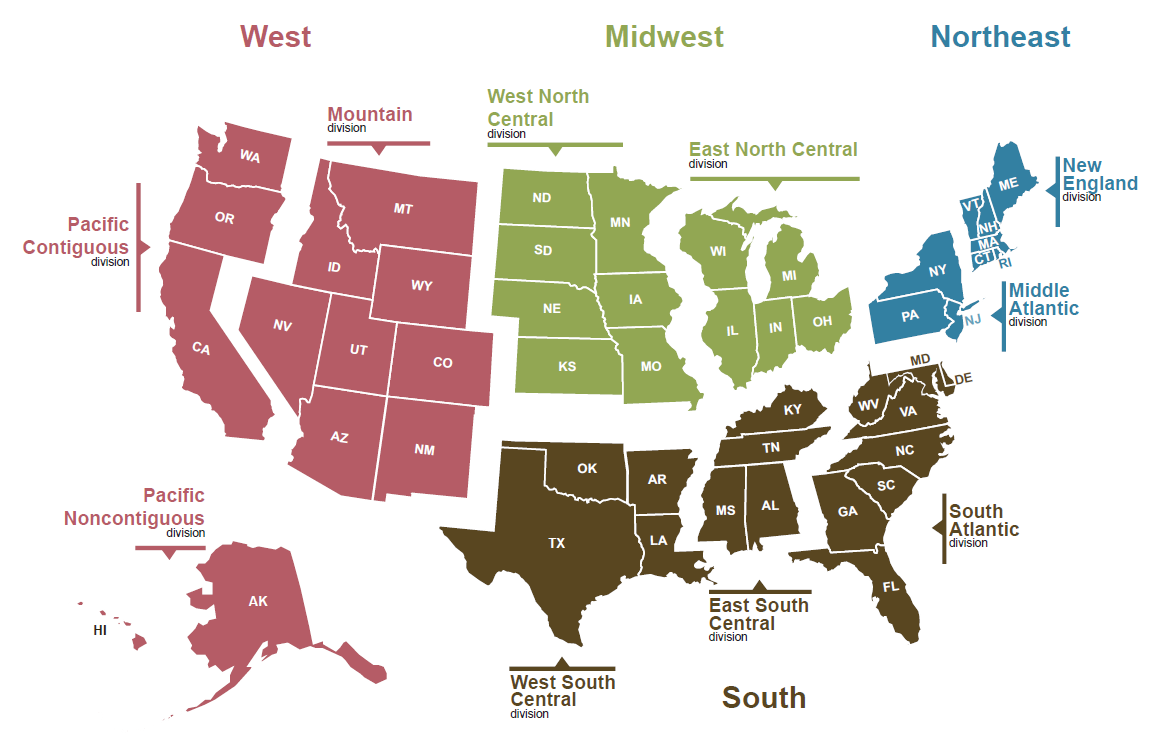 West
Midwest
Northeast
Mountain
division
West North
Central
division
East North Central
division
New
England
division
Pacific
Contiguous
division
Middle
Atlantic
division
Pacific
Noncontiguous
division
South
Atlantic
division
East South
Central
division
West South
Central
division
South
WA
OR
CA
MT
ID
WY
NV
UT
CO
AZ
NM
AK
HI
ND
MN
SD
NE
IA
KS
MO
WI
MI
IL
IN
OH
ME
VT
NH
MA
CT
RI
NY
PA
NJ
MD
DE
WV
VA
KY
TN
NC
SC
OK
AR
MS
AL
GA
TX
LA
FL